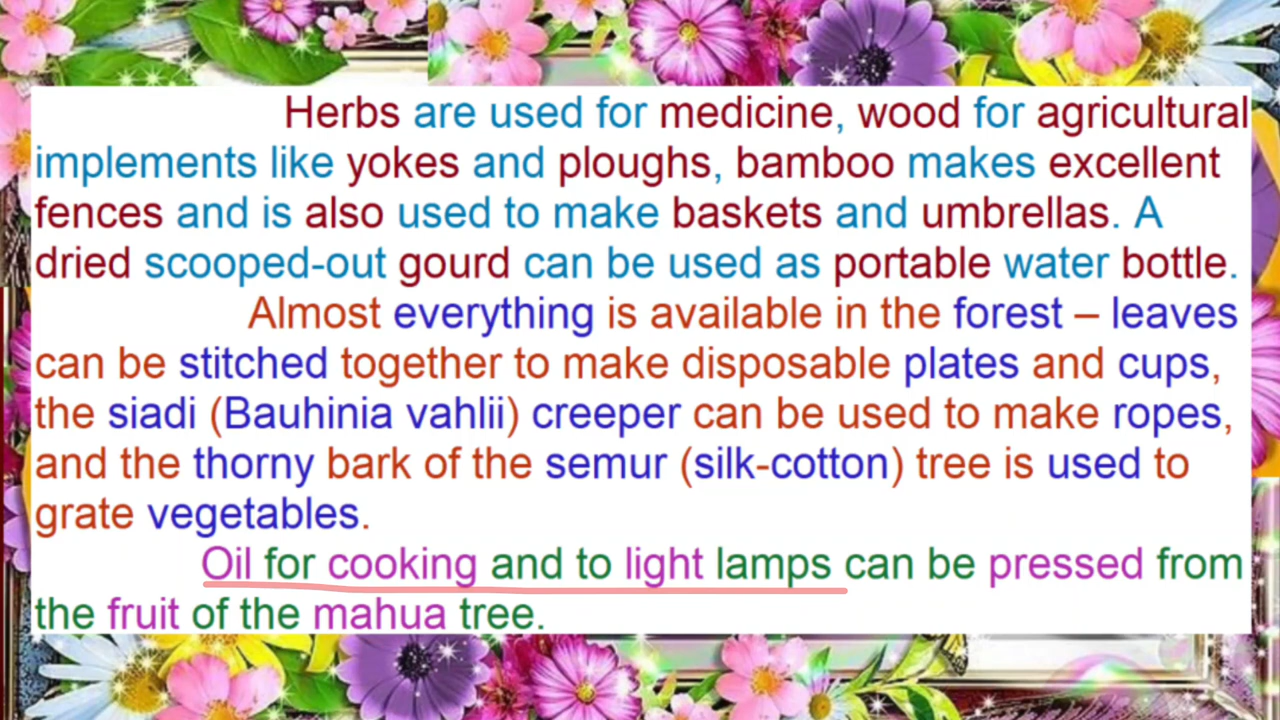 Herbs are used for medicine, wood for agricultural
implements like yokes and ploughs, bamboo makes excellent
fences and is also used to make baskets and umbrellas. A
dried scooped-out gourd can be used as portable water bottle.
Almost everything is available in the forest – leaves
can be stitched together to make disposable plates and cups,
the siadi (Bauhinia vahlii) creeper can be used to make ropes,
and the thorny bark of the semur (silk-cotton) tree is used to
grate vegetables.
Oil for cooking and to light lamps can be pressed from
the fruit of the mahua tree.